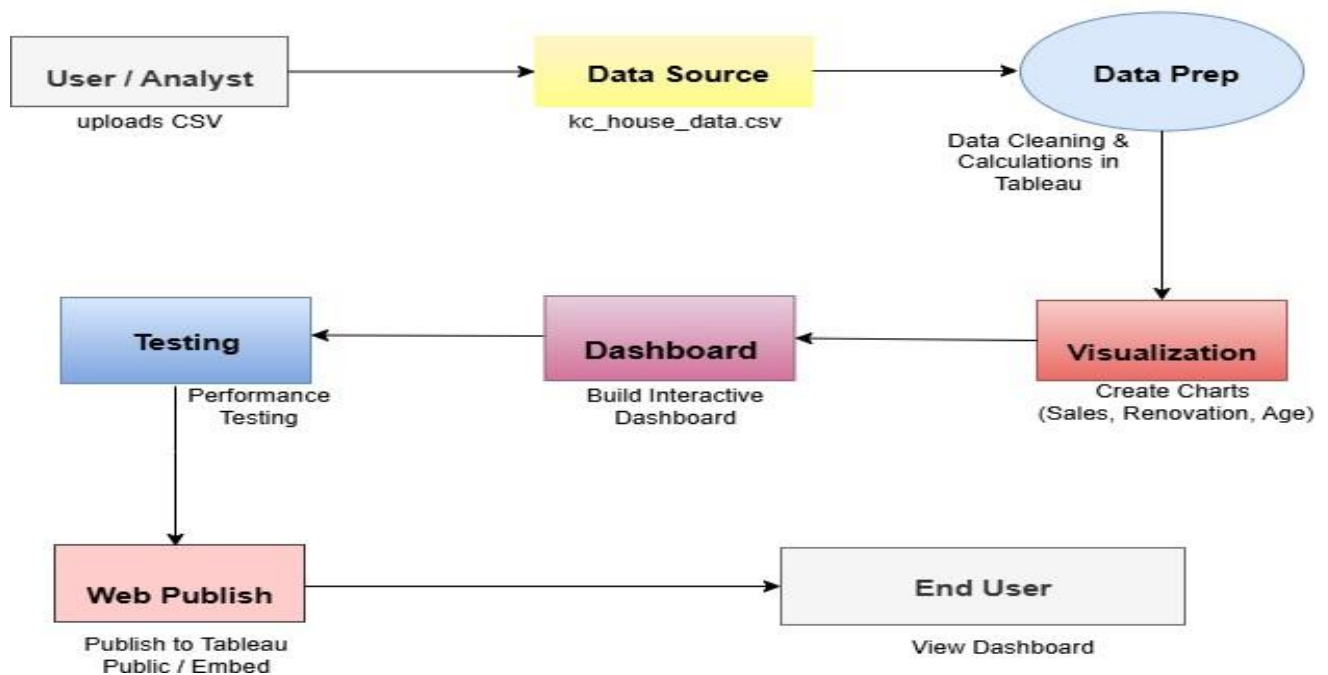 User / Analyst
uploads CSV
Data Source
kc_house_data.csv
Data Prep
Data Cleaning &
Calculations in
Tableau
Visualization
Create Charts
(Sales, Renovation, Age)
Dashboard
Build Interactive
Dashboard
Testing
Performance
Testing
Web Publish
Publish to Tableau
Public / Embed
End User
View Dashboard